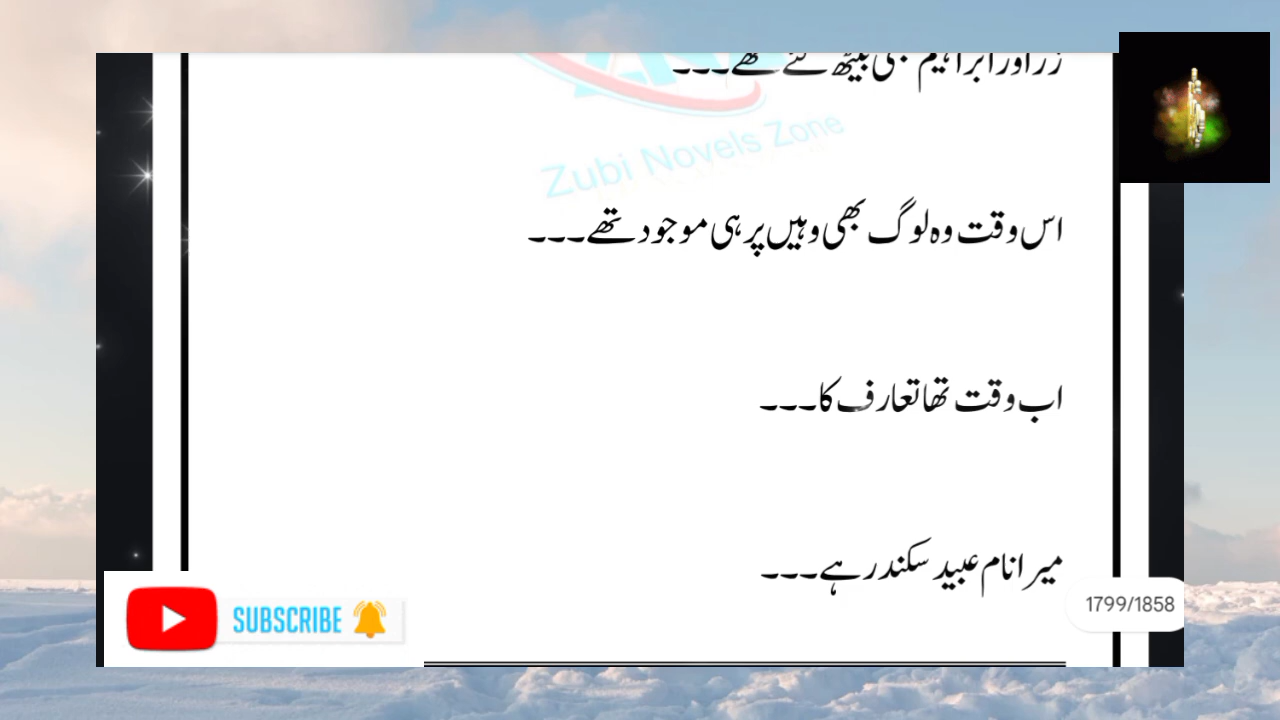 زر اور ابراہیم بھی بیٹھ گئے تھے۔۔۔
Zubi Novels Zone
اس وقت وہ لوگ بھی وہیں پر ہی موجود تھے۔۔۔
اب وقت تھا تعارف کا۔۔۔
میرا نام عبید سکندر ہے۔۔۔
1799/1858
SUBSCRIBE